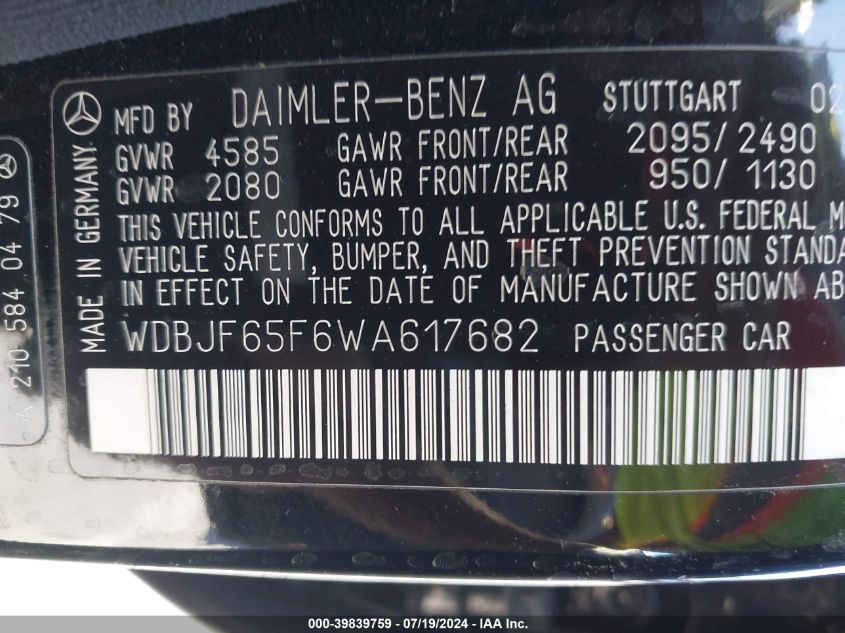 MFD BY DAIMLER-BENZ AG STUTTGART 02
GVWR 4585 GAWR FRONT/REAR 2095/2490
GVWR 2080 GAWR FRONT/REAR 950/1130
THIS VEHICLE CONFORMS TO ALL APPLICABLE U.S. FEDERAL M
VEHICLE SAFETY, BUMPER, AND THEFT PREVENTION STANDA
IN EFFECT ON THE DATE OF MANUFACTURE SHOWN AB
WDBJF65F6WA617682 PASSENGER CAR
MADE IN GERMANY
A 210 584 04 79
000-39839759 / 07/19/2024 - IAA Inc.